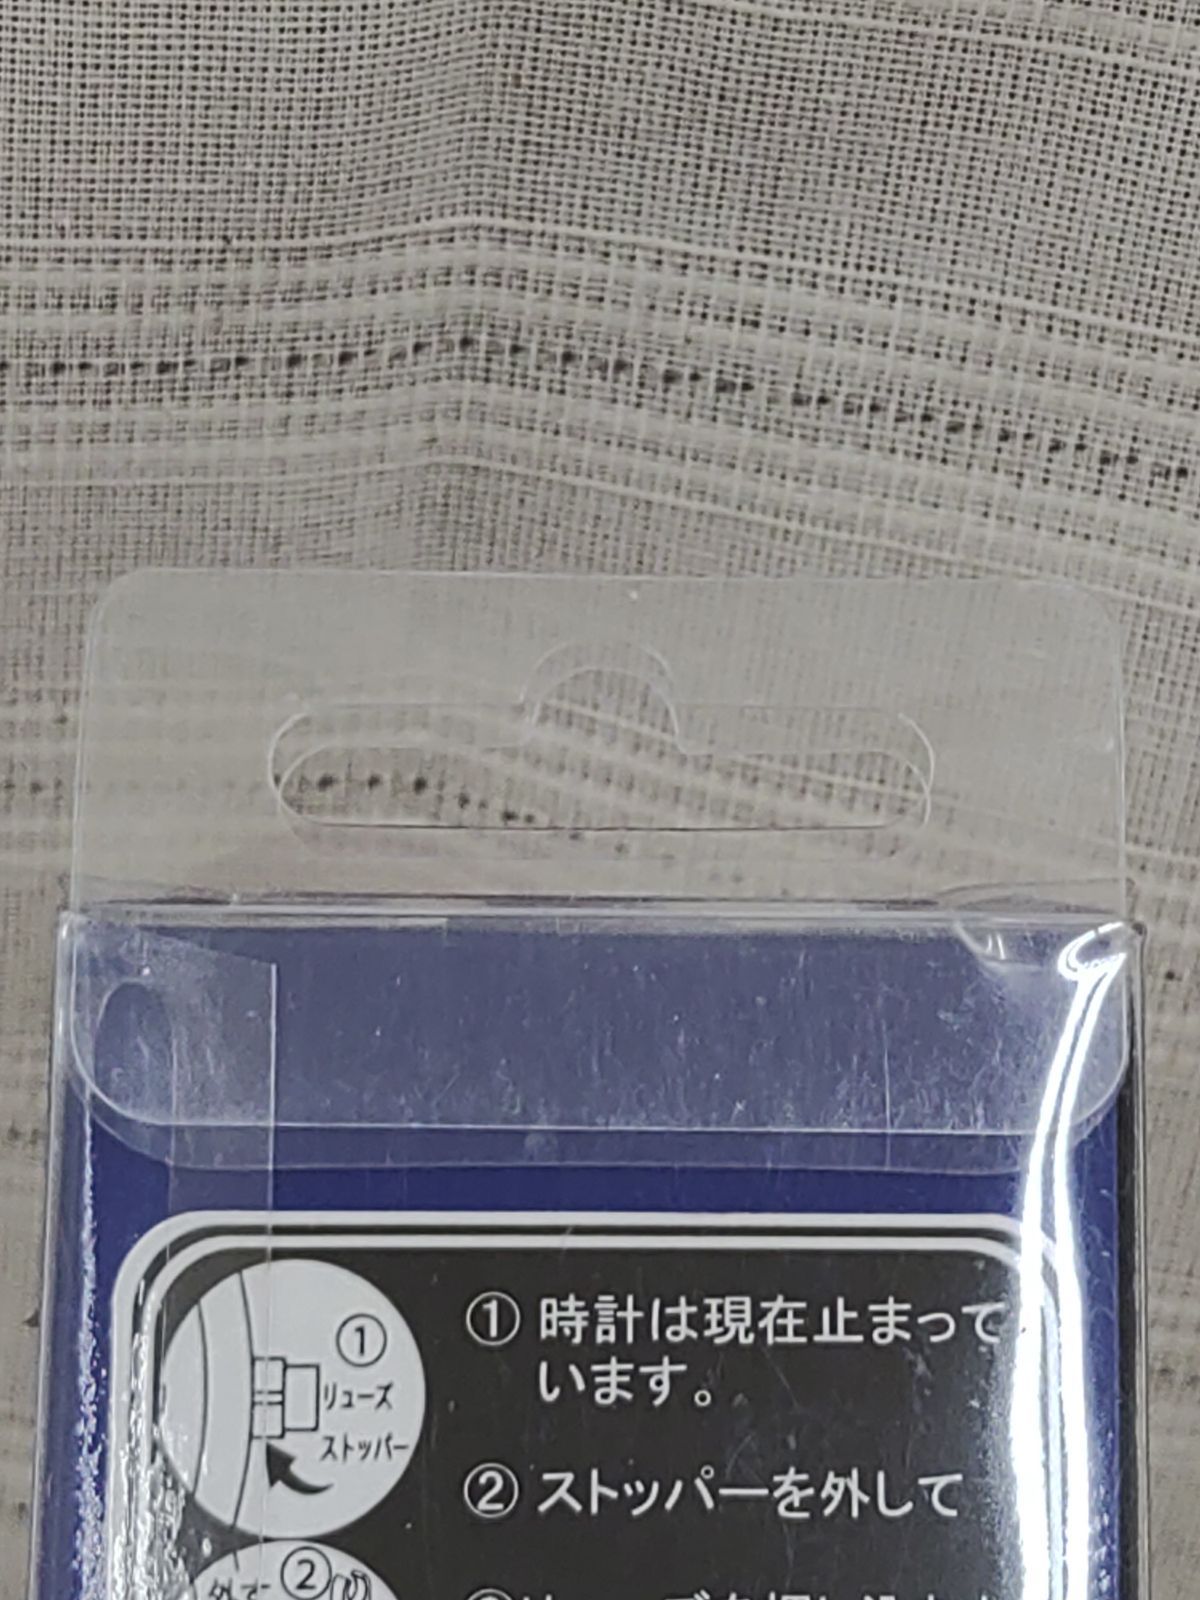 ① 時計は現在止まって
います。
② ストッパーを外して
①
リューズ
ストッパー
②